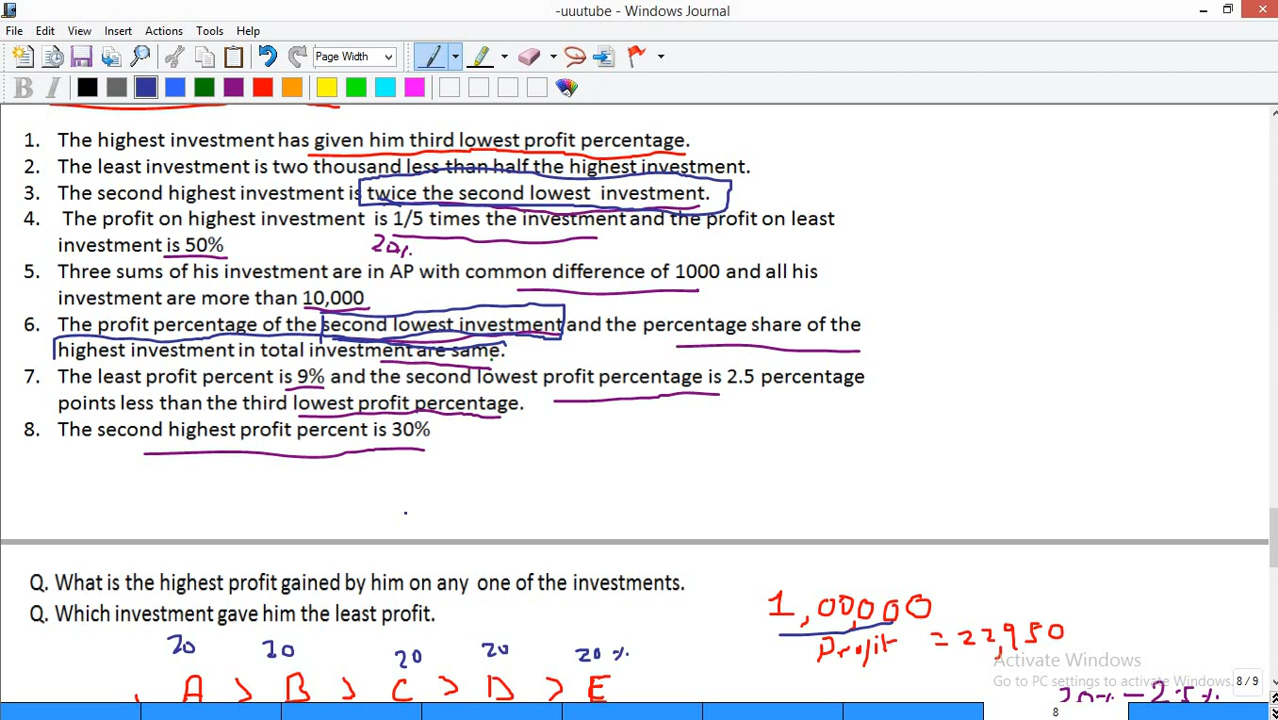 -uuutube - Windows Journal
File Edit View Insert Actions Tools Help
Page Width
B I
1. The highest investment has given him third lowest profit percentage.
2. The least investment is two thousand less than half the highest investment.
3. The second highest investment is twice the second lowest investment.
4. The profit on highest investment is 1/5 times the investment and the profit on least
investment is 50%
20%
5. Three sums of his investment are in AP with common difference of 1000 and all his
investment are more than 10,000
6. The profit percentage of the second lowest investment and the percentage share of the
highest investment in total investment are same.
7. The least profit percent is 9% and the second lowest profit percentage is 2.5 percentage
points less than the third lowest profit percentage.
8. The second highest profit percent is 30%
Q. What is the highest profit gained by him on any one of the investments.
Q. Which investment gave him the least profit.
1,00,000
Profit = 22,950
20 20 20 20 20%
A > B > C > D > E
Activate Windows
Go to PC settings to activate Windows.
8/9
20% - 2.5%
8